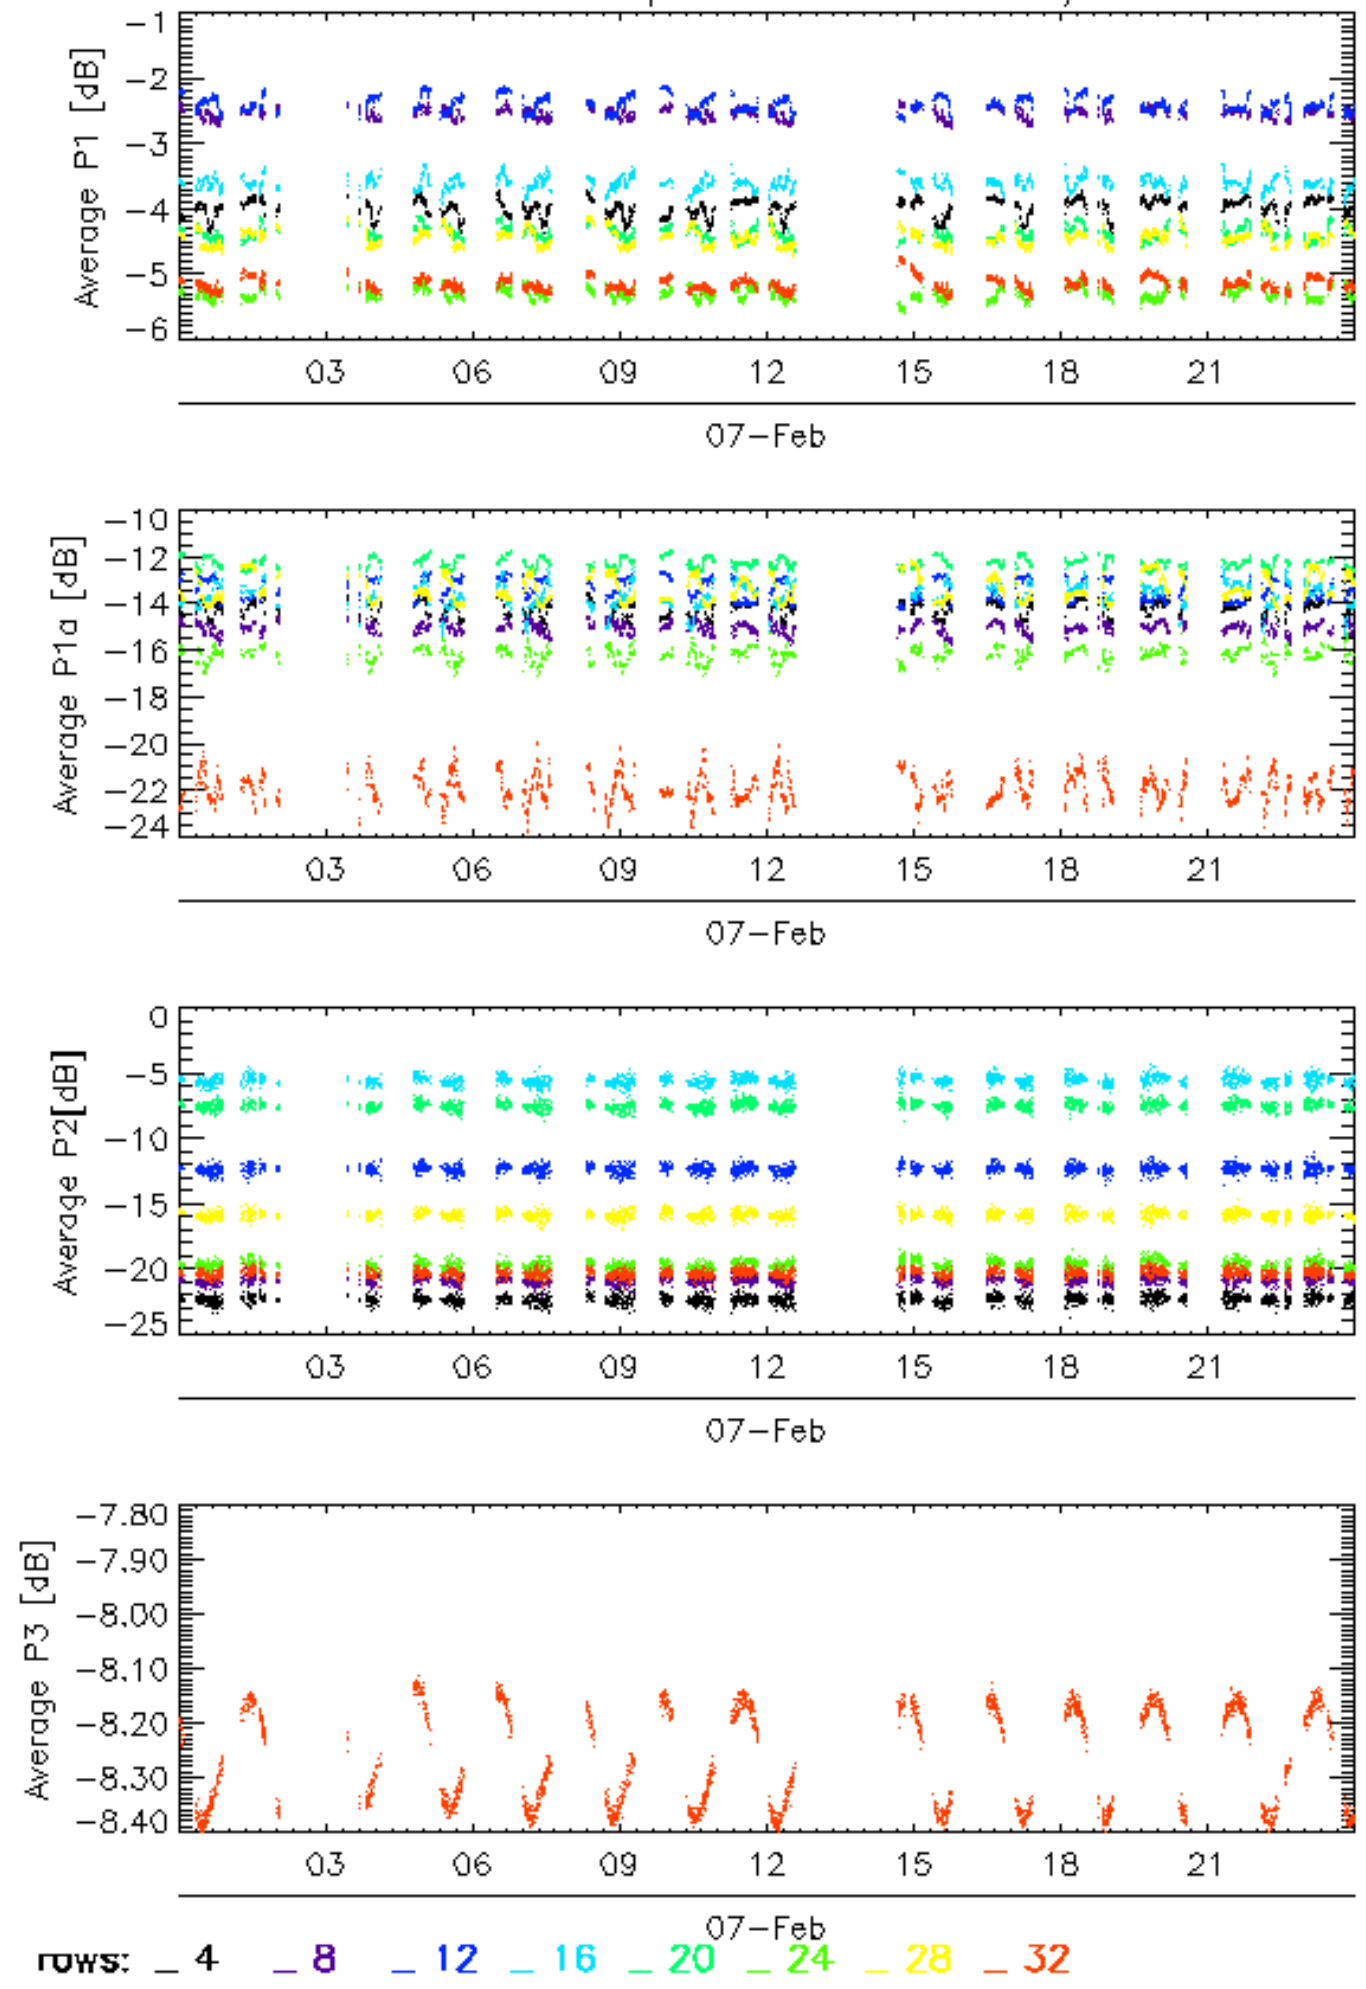 Average P1 [dB]
-1
-2
-3
-4
-5
-6
03 06 09 12 15 18 21
07-Feb
Average P1a [dB]
-10
-12
-14
-16
-18
-20
-22
-24
03 06 09 12 15 18 21
07-Feb
Average P2[dB]
0
-5
-10
-15
-20
-25
03 06 09 12 15 18 21
07-Feb
Average P3 [dB]
-7.80
-7.90
-8.00
-8.10
-8.20
-8.30
-8.40
03 06 09 12 15 18 21
07-Feb
rows: _ 4 _ 8 _ 12 _ 16 _ 20 _ 24 _ 28 _ 32